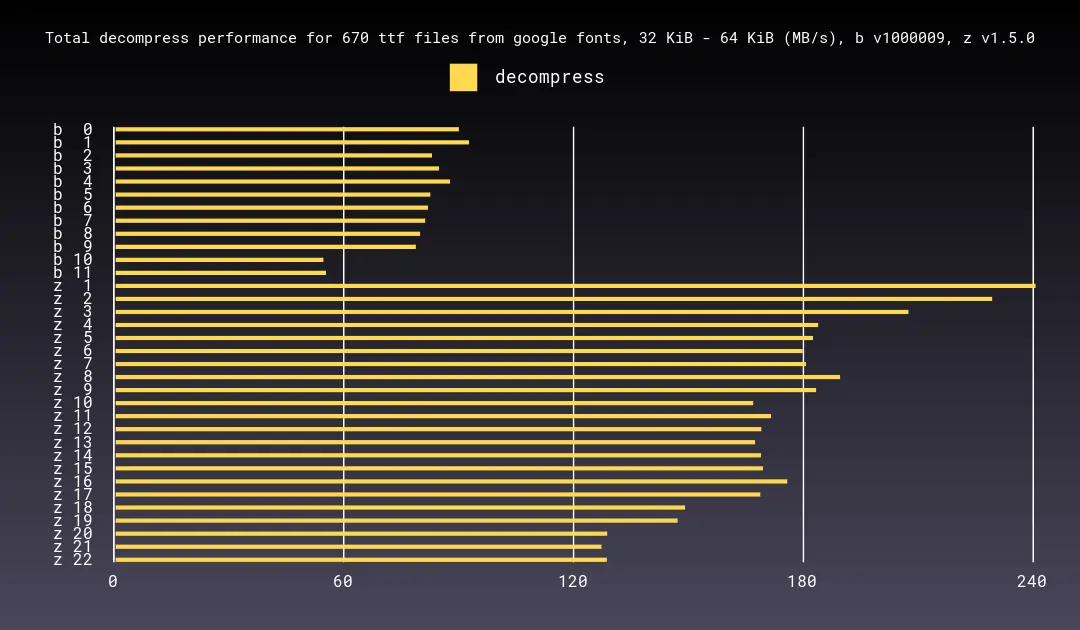 Total decompress performance for 670 ttf files from google fonts, 32 KiB - 64 KiB (MB/s), b v1000009, z v1.5.0
decompress
b 0
b 1
b 2
b 3
b 4
b 5
b 6
b 7
b 8
b 9
b 10
b 11
z 1
z 2
z 3
z 4
z 5
z 6
z 7
z 8
z 9
z 10
z 11
z 12
z 13
z 14
z 15
z 16
z 17
z 18
z 19
z 20
z 21
z 22
0 60 120 180 240